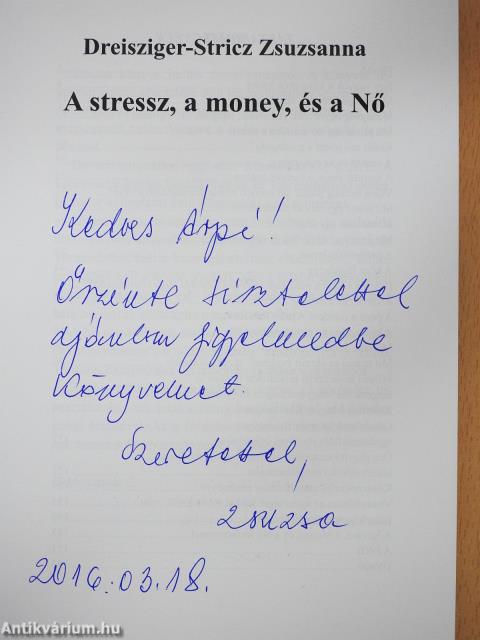 Dreisziger-Stricz Zsuzsanna
A stressz, a money, és a Nő
Kedves Árpi!
Őszinte tisztelettel
ajánlom figyelmedbe
könyvemet.
Szeretettel,
Zsuzsa
2016.03.18.
Antikvárium.hu